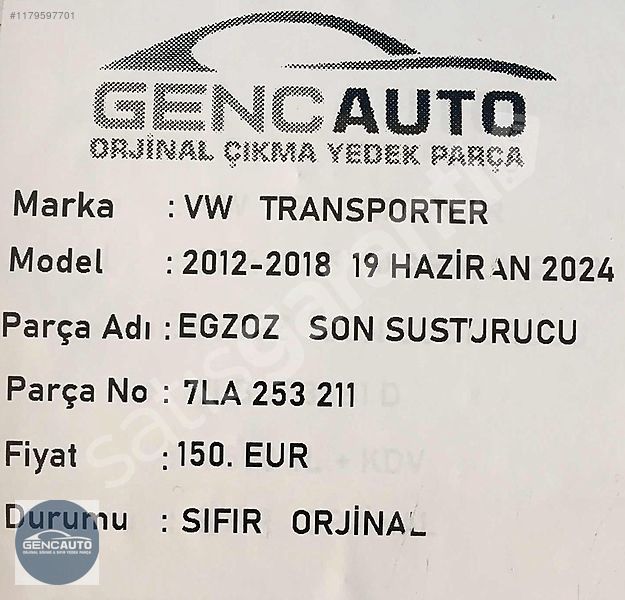 #1179597701
GENCAUTO
ORJİNAL ÇIKMA YEDEK PARÇA
Marka : VW TRANSPORTER
Model : 2012-2018 19 HAZİRAN 2024
Parça Adı : EGZOZ SON SUSTURUCU
Parça No : 7LA 253 211
Fiyat : 150. EUR
Durumu : SIFIR ORJİNAL
GENCAUTO